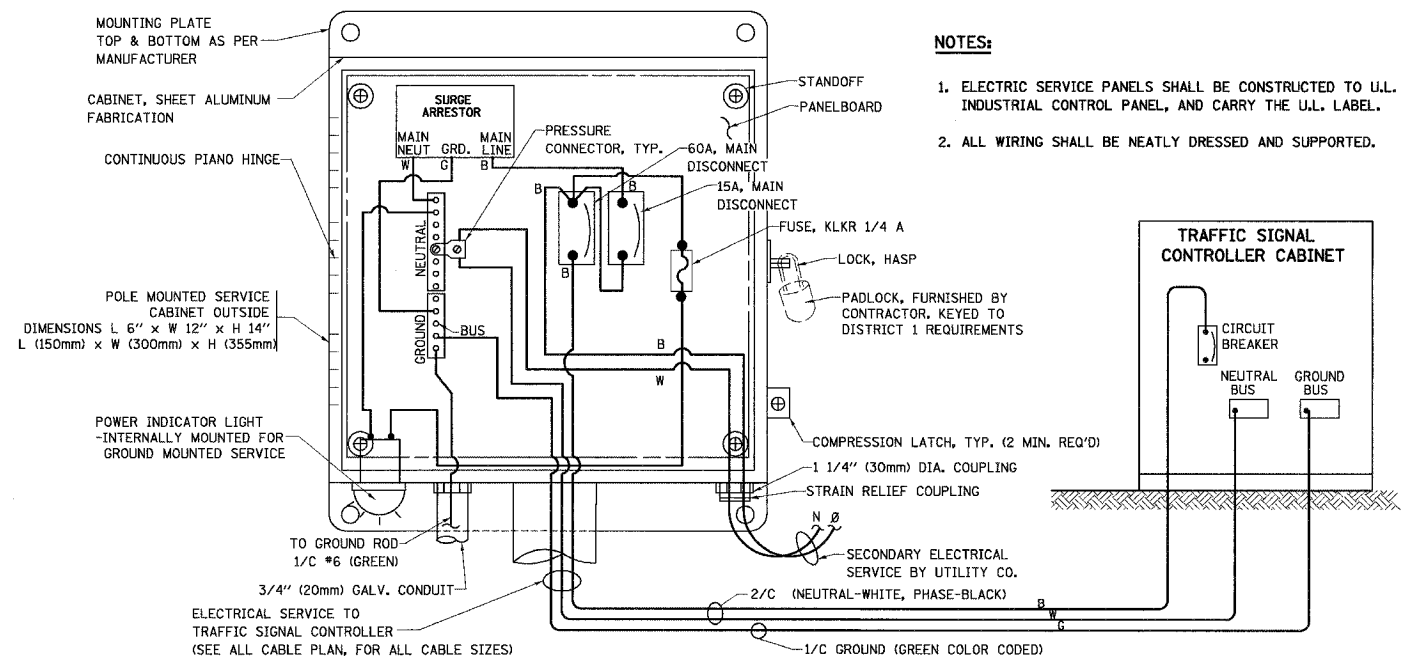 MOUNTING PLATE
TOP & BOTTOM AS PER
MANUFACTURER
CABINET, SHEET ALUMINUM
FABRICATION
CONTINUOUS PIANO HINGE
POLE MOUNTED SERVICE
CABINET OUTSIDE
DIMENSIONS L 6" x W 12" x H 14"
L (150mm) x W (300mm) x H (355mm)
POWER INDICATOR LIGHT
-INTERNALLY MOUNTED FOR
GROUND MOUNTED SERVICE
SURGE
ARRESTOR
MAIN
NEUT
GRD.
MAIN
LINE
W
G
B
PRESSURE
CONNECTOR, TYP.
STANDOFF
PANELBOARD
60A, MAIN
DISCONNECT
15A, MAIN
DISCONNECT
B
B
B
FUSE, KLKR 1/4 A
LOCK, HASP
PADLOCK, FURNISHED BY
CONTRACTOR. KEYED TO
DISTRICT 1 REQUIREMENTS
NEUTRAL
GROUND
BUS
B
W
COMPRESSION LATCH, TYP. (2 MIN. REQ'D)
1 1/4" (30mm) DIA. COUPLING
STRAIN RELIEF COUPLING
N Ø
SECONDARY ELECTRICAL
SERVICE BY UTILITY CO.
TO GROUND ROD
1/C #6 (GREEN)
3/4" (20mm) GALV. CONDUIT
ELECTRICAL SERVICE TO
TRAFFIC SIGNAL CONTROLLER
(SEE ALL CABLE PLAN, FOR ALL CABLE SIZES)
2/C (NEUTRAL-WHITE, PHASE-BLACK)
B
W
G
1/C GROUND (GREEN COLOR CODED)
NOTES:
1. ELECTRIC SERVICE PANELS SHALL BE CONSTRUCTED TO U.L.
INDUSTRIAL CONTROL PANEL, AND CARRY THE U.L. LABEL.
2. ALL WIRING SHALL BE NEATLY DRESSED AND SUPPORTED.
TRAFFIC SIGNAL
CONTROLLER CABINET
CIRCUIT
BREAKER
NEUTRAL
BUS
GROUND
BUS